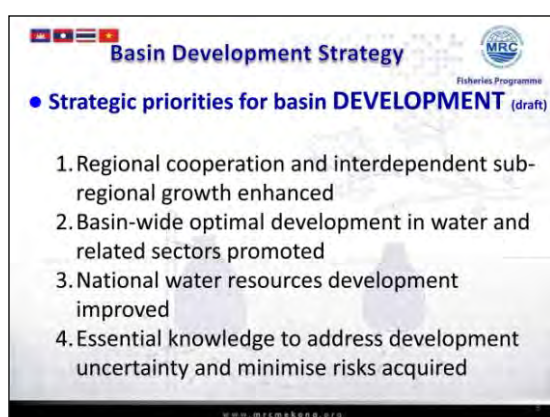 Basin Development Strategy
MRC
Fisheries Programme
● Strategic priorities for basin DEVELOPMENT (draft)
1. Regional cooperation and interdependent sub-
regional growth enhanced
2. Basin-wide optimal development in water and
related sectors promoted
3. National water resources development
improved
4. Essential knowledge to address development
uncertainty and minimise risks acquired
www.mrcmekong.org